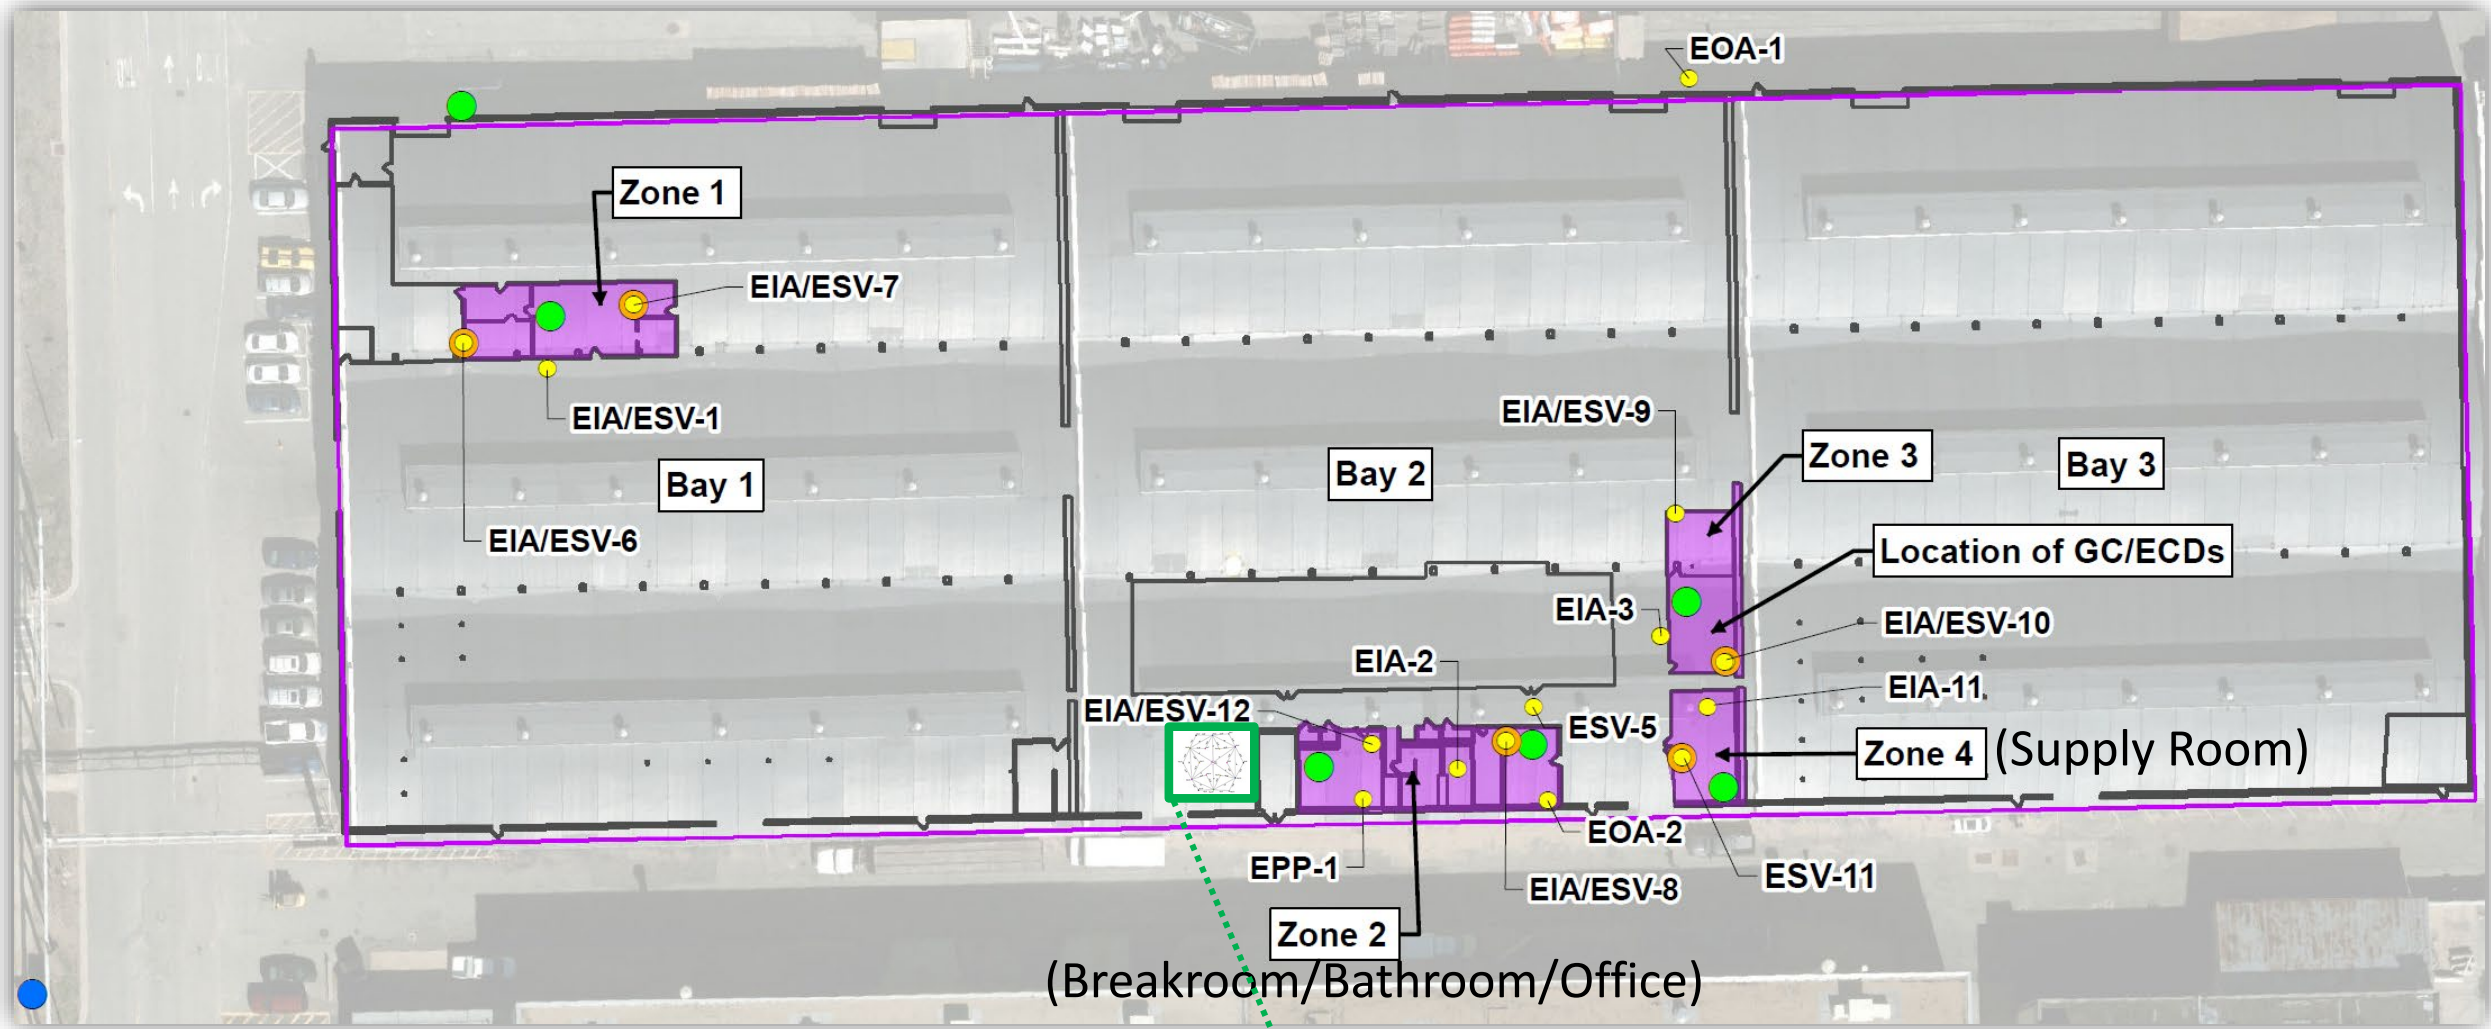 EOA-1
Zone 1
EIA/ESV-7
EIA/ESV-1
EIA/ESV-9
Zone 3
Bay 1
Bay 2
Bay 3
EIA/ESV-6
Location of GC/ECDs
EIA-3
EIA/ESV-10
EIA-2
EIA-11
EIA/ESV-12
ESV-5
Zone 4 (Supply Room)
EOA-2
EPP-1
EIA/ESV-8
ESV-11
Zone 2
(Breakroom/Bathroom/Office)